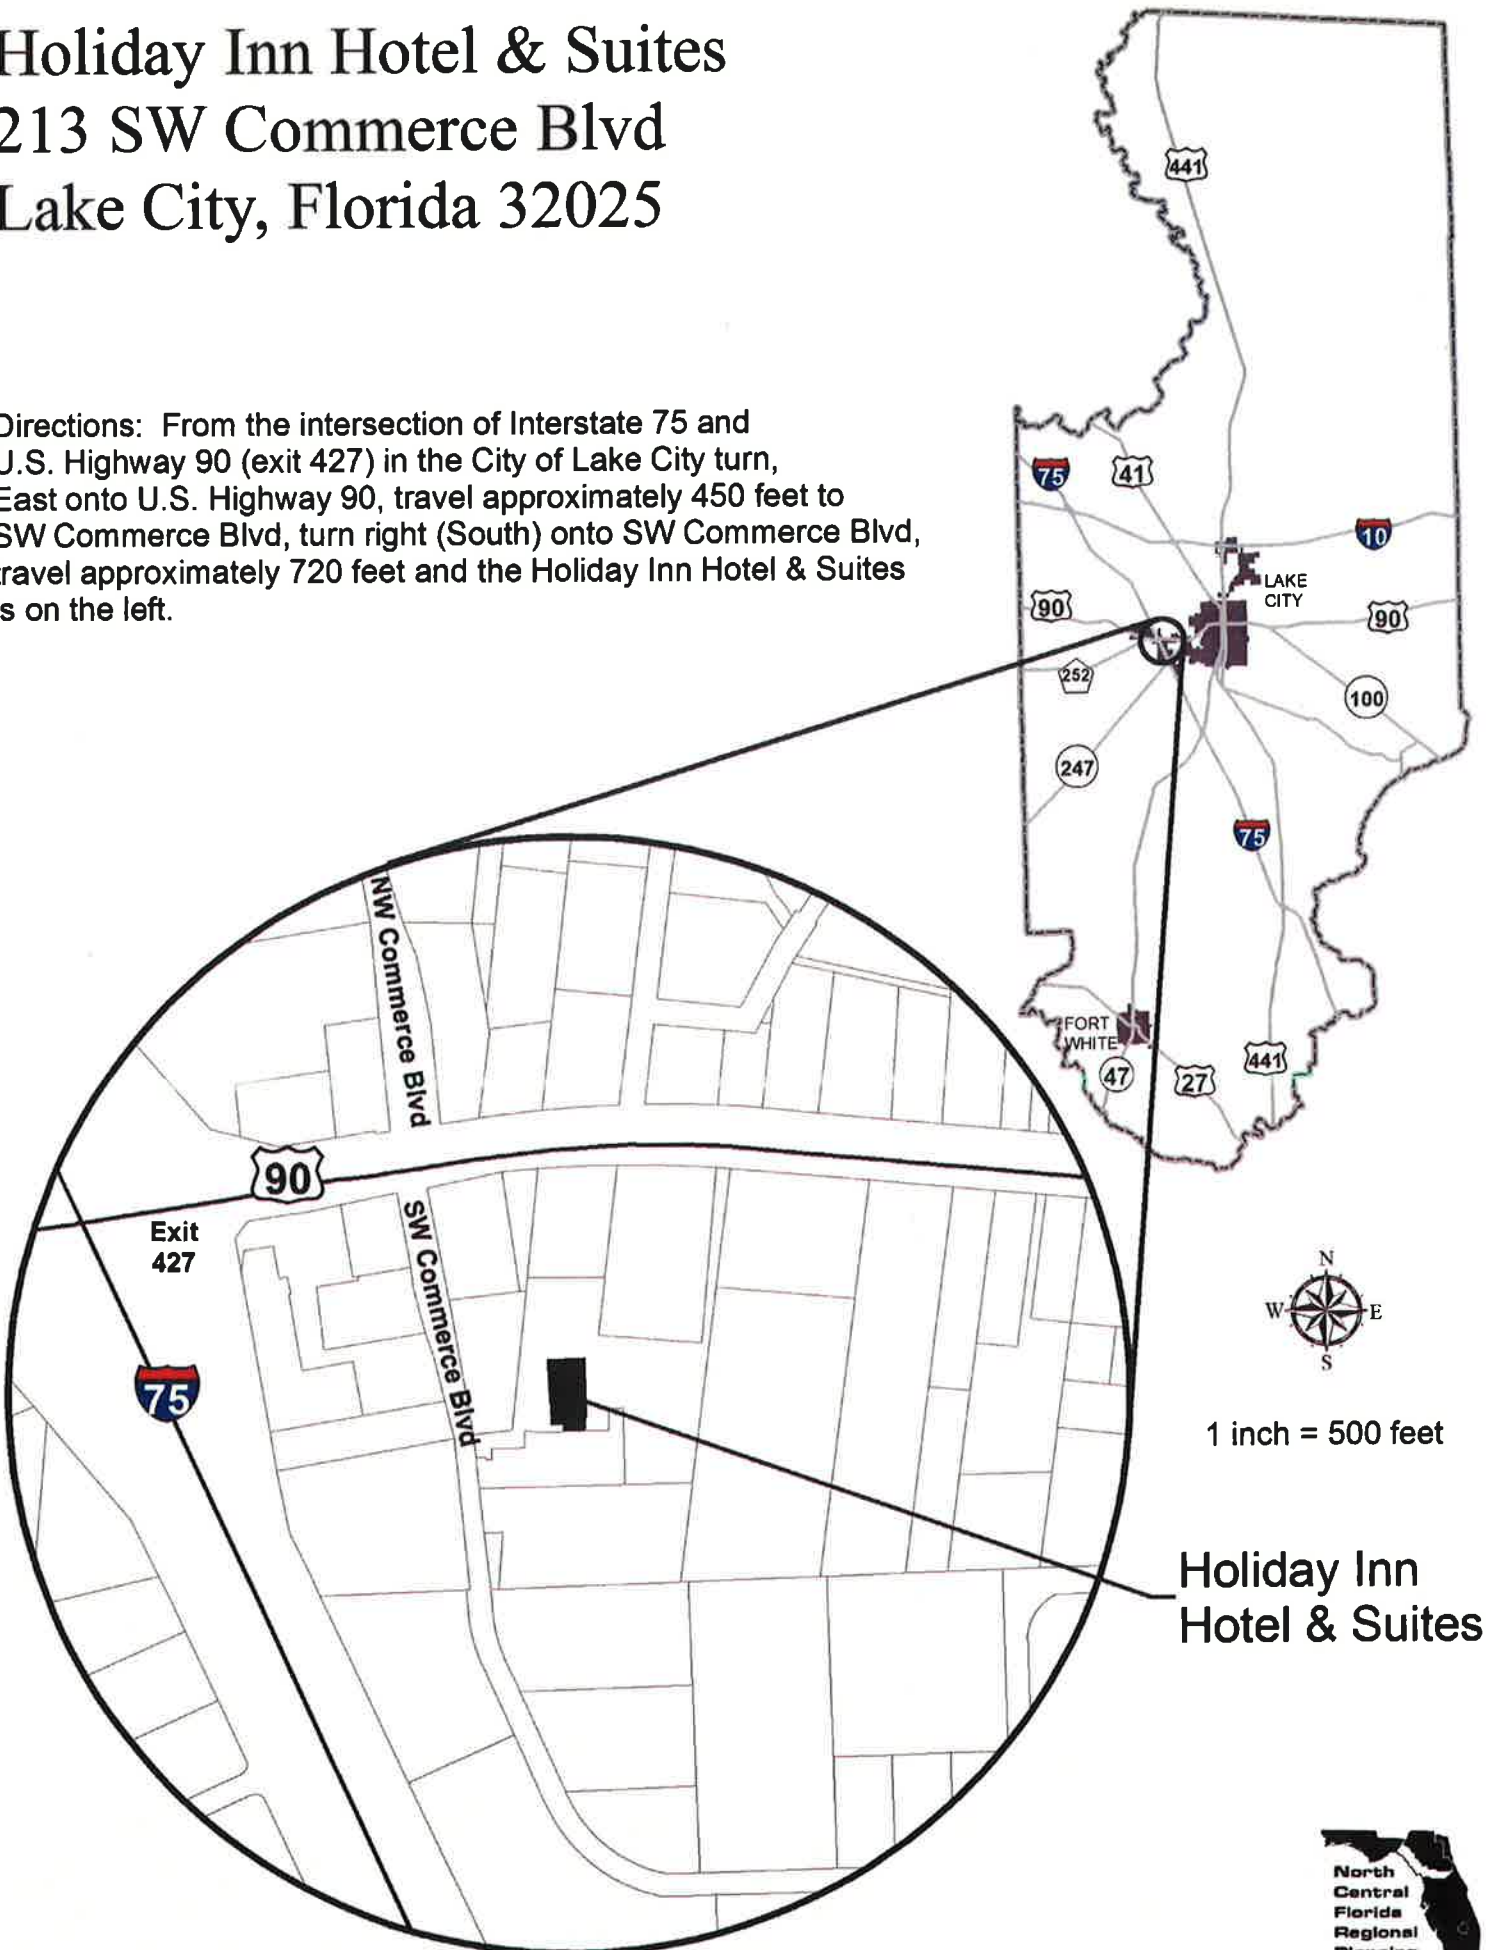 Holiday Inn Hotel & Suites
213 SW Commerce Blvd
Lake City, Florida 32025
Directions: From the intersection of Interstate 75 and
U.S. Highway 90 (exit 427) in the City of Lake City turn,
East onto U.S. Highway 90, travel approximately 450 feet to
SW Commerce Blvd, turn right (South) onto SW Commerce Blvd,
travel approximately 720 feet and the Holiday Inn Hotel & Suites
is on the left.
441
75
41
10
LAKE
CITY
90
90
252
100
247
75
FORT
WHITE
47
27
441
NW Commerce Blvd
90
Exit
427
SW Commerce Blvd
75
N
W
E
S
1 inch = 500 feet
Holiday Inn
Hotel & Suites
North
Central
Florida
Regional
Planning